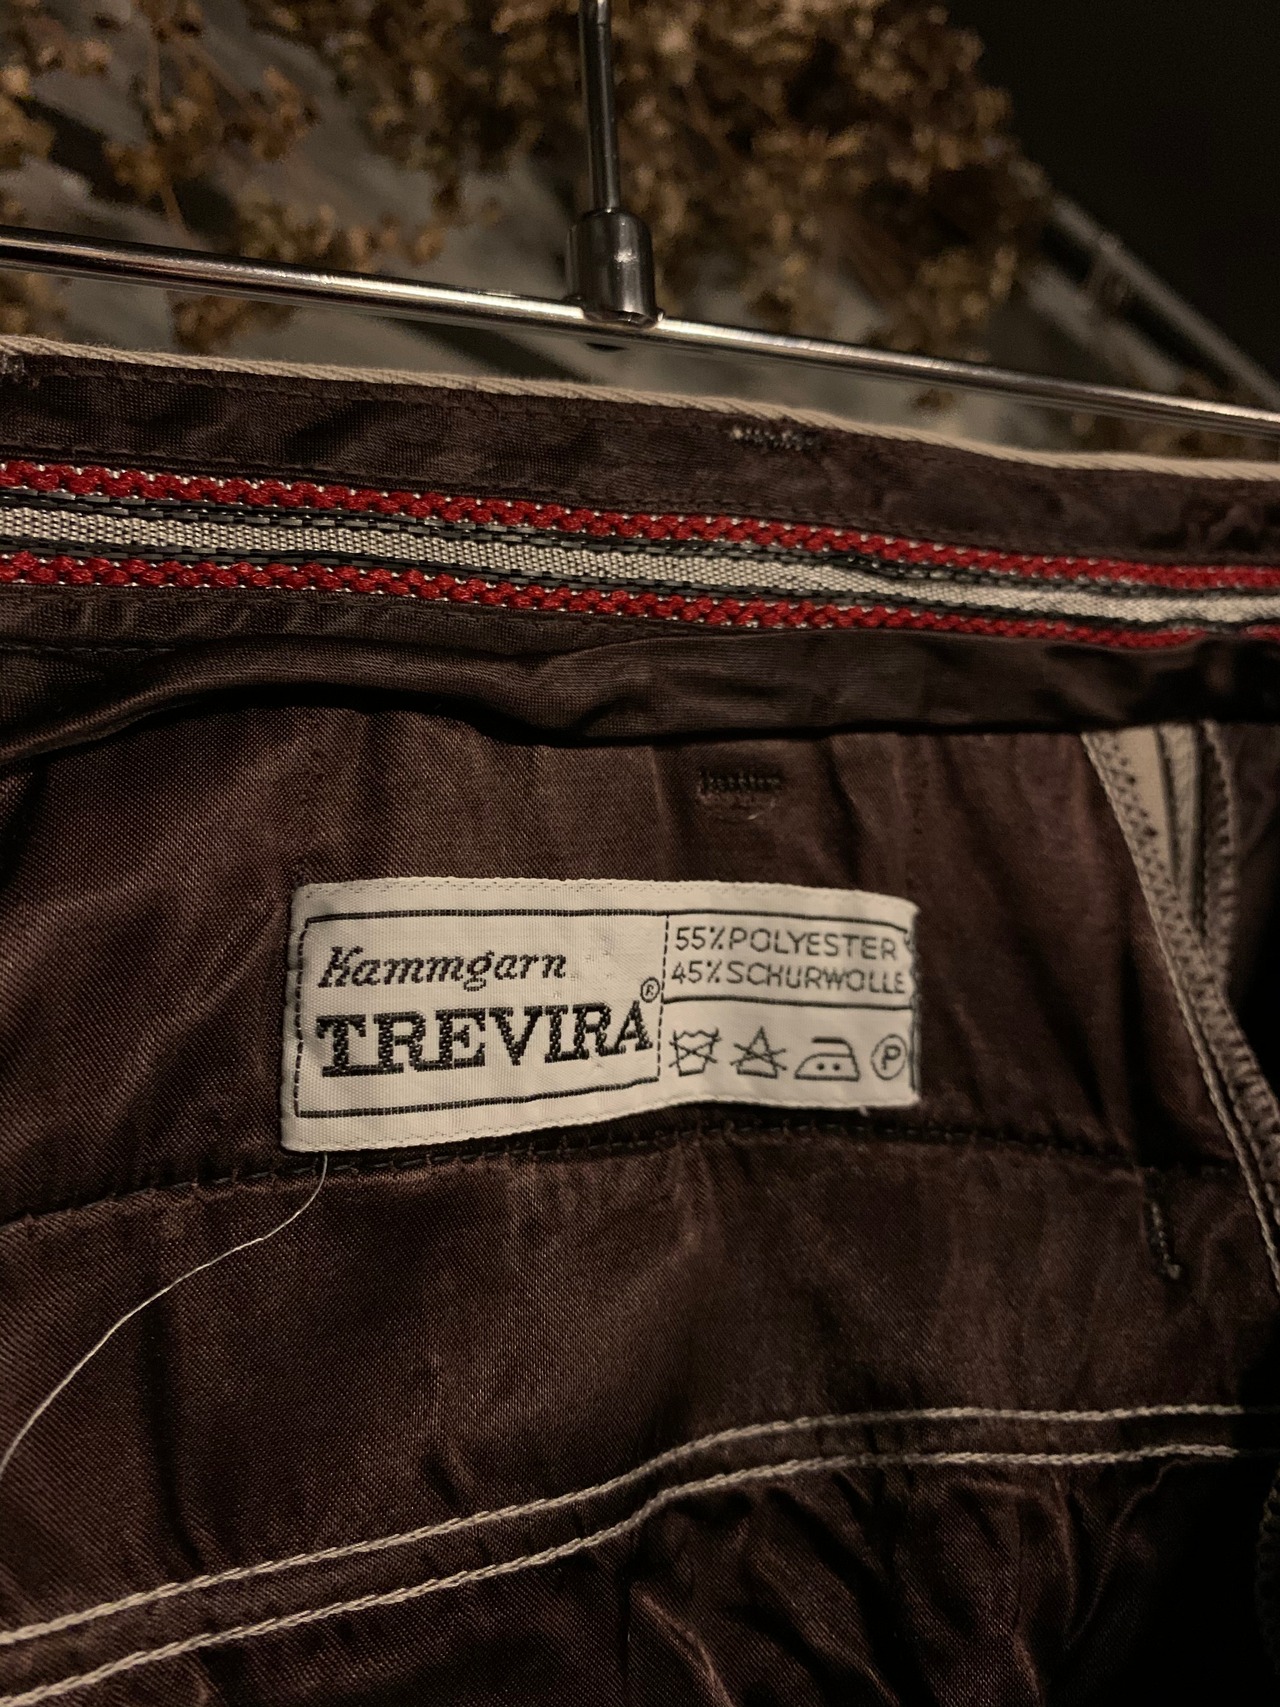 Kammgarn
TREVIRA®
55% POLYESTER
45% SCHURWOLLE
P